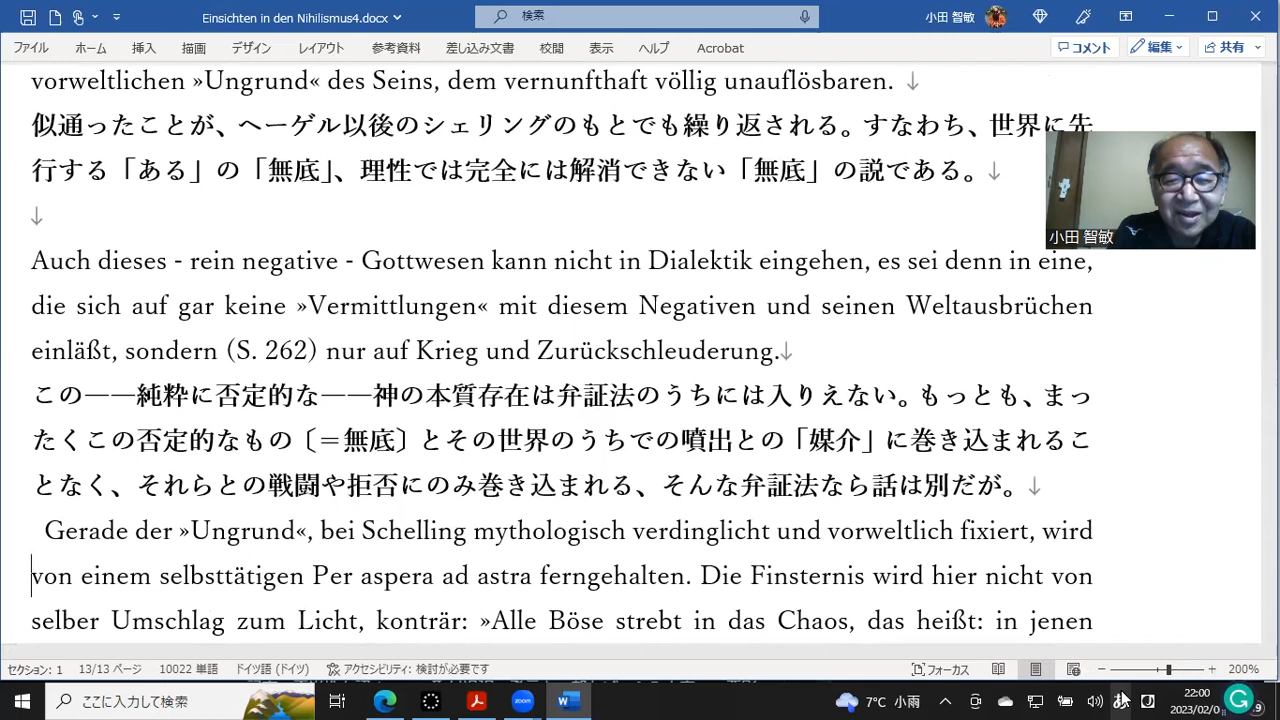 Einsichten in den Nihilismus4.docx
検索
小田 智敏
ファイル ホーム 挿入 描画 デザイン レイアウト 参考資料 差し込み文書 校閲 表示 ヘルプ Acrobat コメント 編集 共有
vorweltlichen »Ungrund« des Seins, dem vernunfthaft völlig unauflösbaren. ↓
似通ったことが、ヘーゲル以後のシェリングのもとでも繰り返される。すなわち、世界に先
行する「ある」の「無底」、理性では完全には解消できない「無底」の説である。↓
↓
小田 智敏
Auch dieses - rein negative - Gottwesen kann nicht in Dialektik eingehen, es sei denn in eine,
die sich auf gar keine »Vermittlungen« mit diesem Negativen und seinen Weltausbrüchen
einläßt, sondern (S. 262) nur auf Krieg und Zurückschleuderung.↓
この――純粋に否定的な――神の本質存在は弁証法のうちには入りえない。もっとも、まっ
たくこの否定的なもの〔＝無底〕とその世界のうちでの噴出との「媒介」に巻き込まれるこ
となく、それらとの戦闘や拒否にのみ巻き込まれる、そんな弁証法なら話は別だが。↓
Gerade der »Ungrund«, bei Schelling mythologisch verdinglicht und vorweltlich fixiert, wird
von einem selbsttätigen Per aspera ad astra ferngehalten. Die Finsternis wird hier nicht von
selber Umschlag zum Licht, konträr: »Alle Böse strebt in das Chaos, das heißt: in jenen
セクション: 1 13/13 ページ 10022 単語 ドイツ語 (ドイツ) アクセシビリティ: 検討が必要です フォーカス 200%
ここに入力して検索 zoom 7°C 小雨 あ 22:00